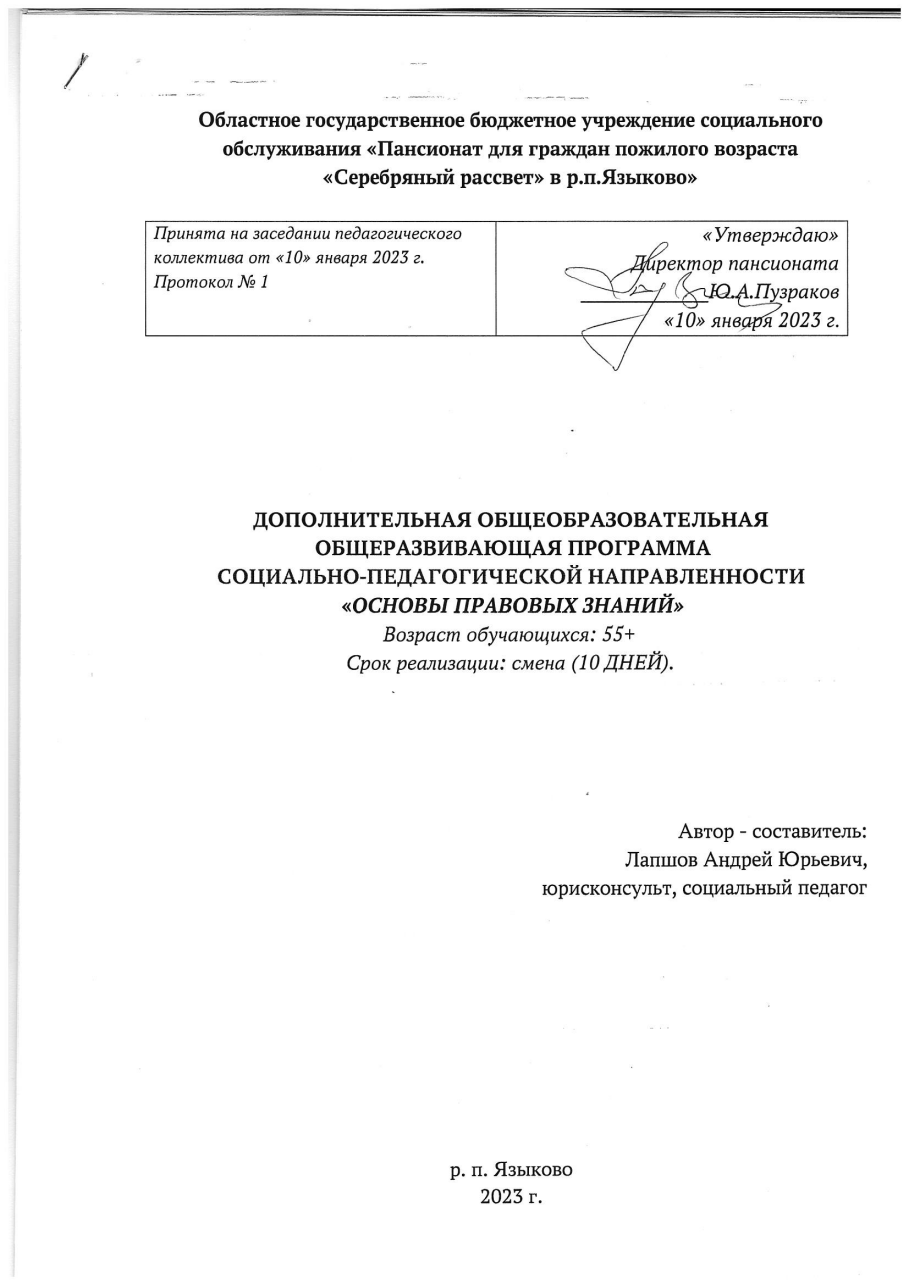 Областное государственное бюджетное учреждение социального
обслуживания «Пансионат для граждан пожилого возраста
«Серебряный рассвет» в р.п.Языково»
Принята на заседании педагогического
коллектива от «10» января 2023 г.
Протокол № 1
«Утверждаю»
Директор пансионата
____________Ю.А.Пузраков
«10» января 2023 г.
ДОПОЛНИТЕЛЬНАЯ ОБЩЕОБРАЗОВАТЕЛЬНАЯ
ОБЩЕРАЗВИВАЮЩАЯ ПРОГРАММА
СОЦИАЛЬНО-ПЕДАГОГИЧЕСКОЙ НАПРАВЛЕННОСТИ
«ОСНОВЫ ПРАВОВЫХ ЗНАНИЙ»
Возраст обучающихся: 55+
Срок реализации: смена (10 ДНЕЙ).
Автор - составитель:
Лапшов Андрей Юрьевич,
юрисконсульт, социальный педагог
р. п. Языково
2023 г.